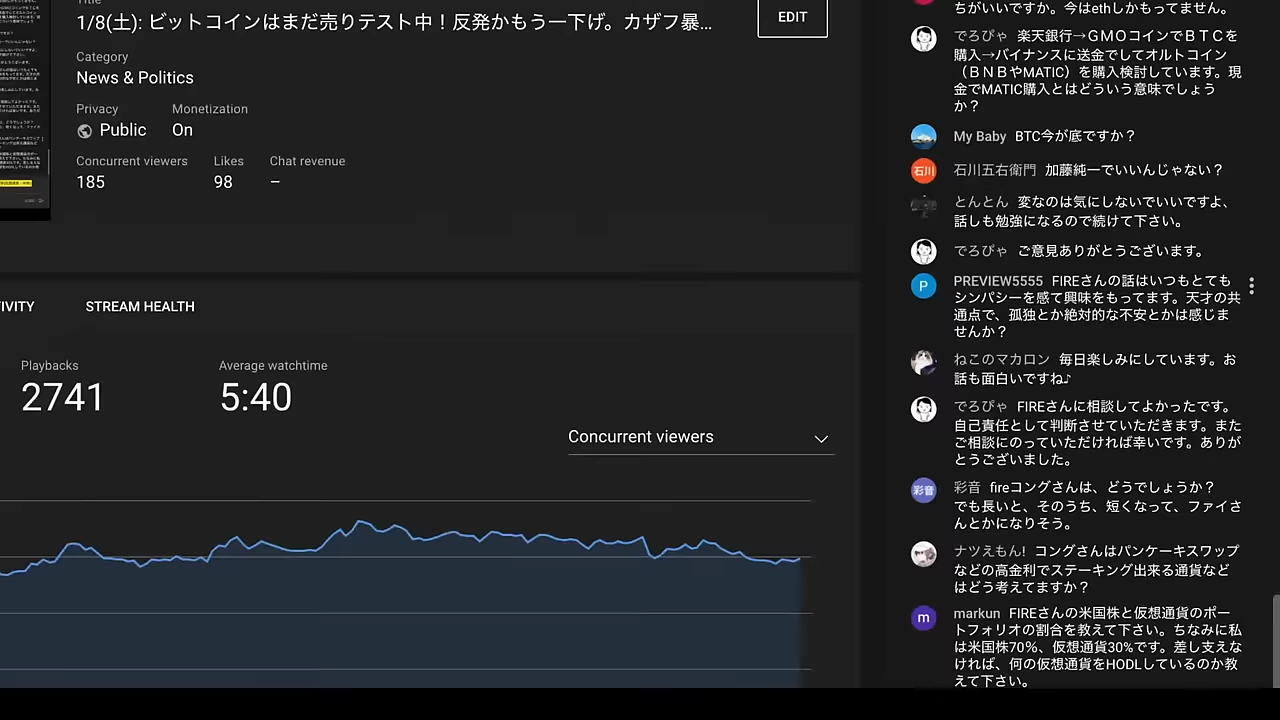 Title
1/8(土): ビットコインはまだ売りテスト中！反発かもう一下げ。カザフ暴...
EDIT
Category
News & Politics
Privacy
Monetization
Public
On
Concurrent viewers
Likes
Chat revenue
185
98
–
IVITY
STREAM HEALTH
Playbacks
Average watchtime
2741
5:40
Concurrent viewers
ちがいいですか。今はethしかもってません。
でろぴゃ 楽天銀行→ＧＭＯコインでＢＴＣを
購入→バイナンスに送金でしてオルトコイン
（ＢＮＢやMATIC）を購入検討しています。現
金でMATIC購入とはどういう意味でしょう
か？
My Baby BTC今が底ですか？
石川
石川五右衛門 加藤純一でいいんじゃない？
とんとん 変なのは気にしないでいいですよ、
話しも勉強になるので続けて下さい。
でろぴゃ ご意見ありがとうございます。
P
PREVIEW5555 FIREさんの話はいつもとても
シンパシーを感て興味をもってます。天才の共
通点で、孤独とか絶対的な不安とかは感じま
せんか？
ねこのマカロン 毎日楽しみにしています。お
話も面白いですね♪
でろぴゃ FIREさんに相談してよかったです。
自己責任として判断させていただきます。また
ご相談にのっていただければ幸いです。ありが
とうございました。
彩音
彩音 fireコングさんは、どうでしょうか？
でも長いと、そのうち、短くなって、ファイさ
んとかになりそう。
ナツえもん! コングさんはパンケーキスワップ
などの高金利でステーキング出来る通貨など
はどう考えてますか？
m
markun FIREさんの米国株と仮想通貨のポー
トフォリオの割合を教えて下さい。ちなみに私
は米国株70%、仮想通貨30%です。差し支えな
ければ、何の仮想通貨をHODLしているのか教
えて下さい。